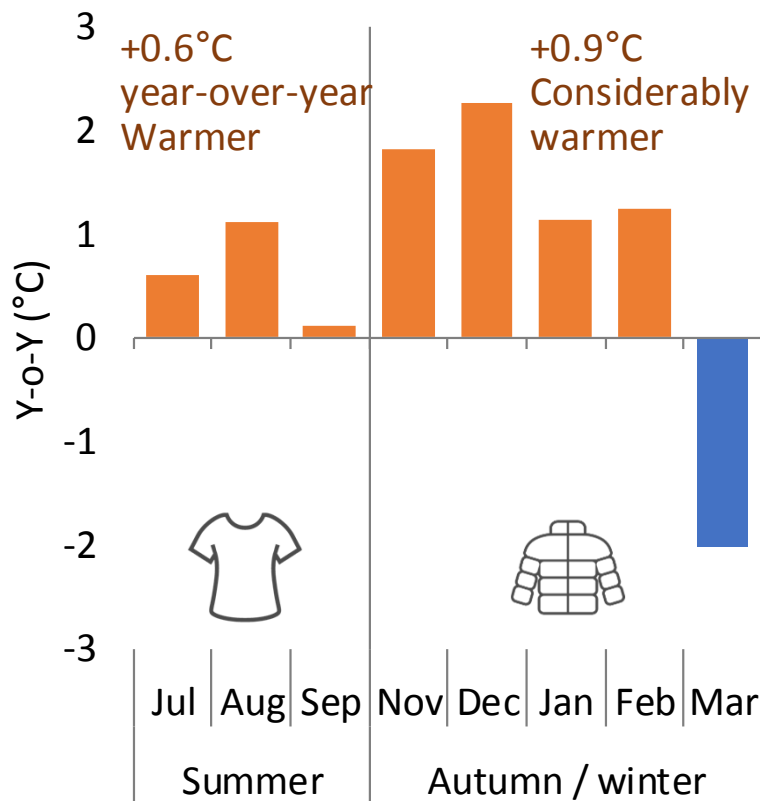 +0.6°C
year-over-year
Warmer
+0.9°C
Considerably
warmer
Y-o-Y (°C)
3
2
1
0
-1
-2
-3
Jul Aug Sep Nov Dec Jan Feb Mar
Summer Autumn / winter